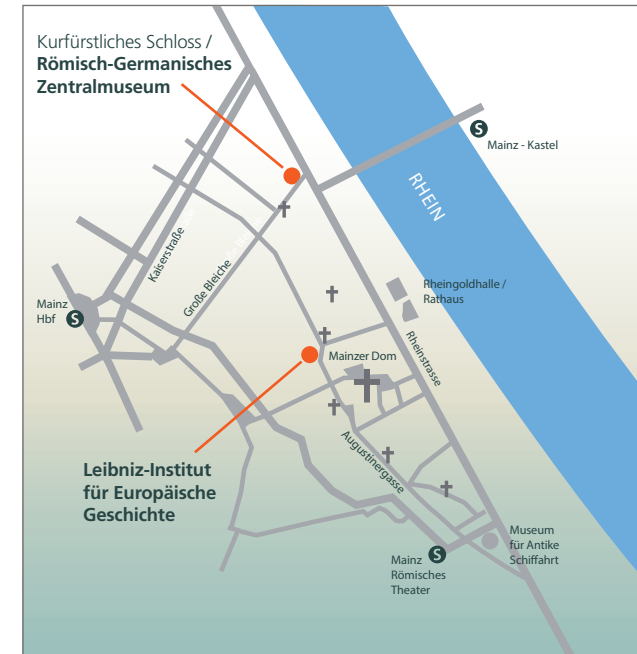 Kurfürstliches Schloss /
Römisch-Germanisches
Zentralmuseum
S
Mainz - Kastel
RHEIN
Kaiserstraße
Große Bleiche
Mainz
Hbf
S
Rheingoldhalle /
Rathaus
Rheinstrasse
Mainzer Dom
Augustinergasse
Leibniz-Institut
für Europäische
Geschichte
Museum
für Antike
Schiffahrt
S
Mainz
Römisches
Theater